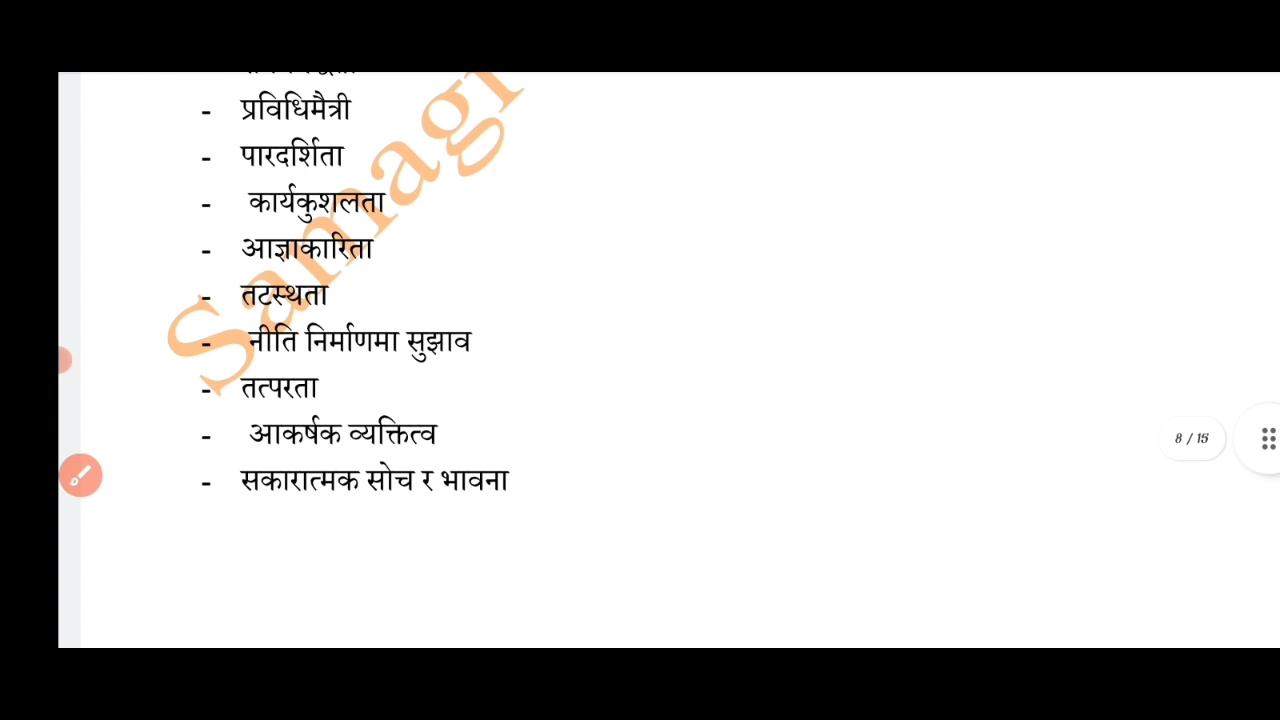 - प्रविधिमैत्री
- पारदर्शिता
- कार्यकुशलता
- आज्ञाकारिता
- तटस्थता
- नीति निर्माणमा सुझाव
- तत्परता
- आकर्षक व्यक्तित्व
- सकारात्मक सोच र भावना
8 / 15